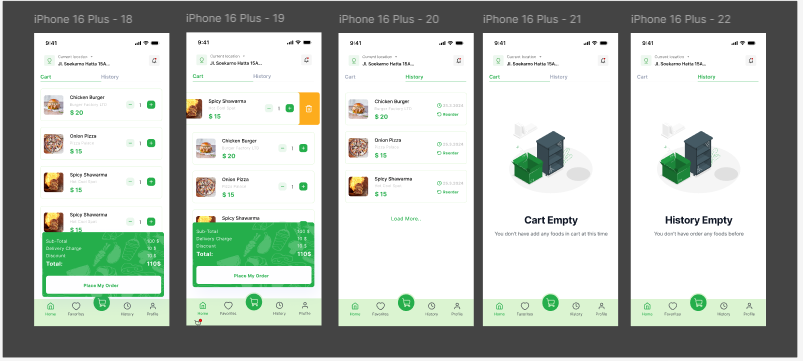 iPhone 16 Plus - 18
9:41
Current location
Jl. Soekarno Hatta 15A...
Cart
History
Chicken Burger
Burger Factory LTD
$ 20
1
Onion Pizza
Pizza Palace
$ 15
1
Spicy Shawarma
Hot Cool Spot
$ 15
1
Spicy Shawarma
Hot Cool Spot
$ 15
1
Sub-Total
100 $
Delivery Charge
10 $
Discount
10 $
Total:
110$
Place My Order
Home
Favorites
History
Profile
iPhone 16 Plus - 19
9:41
Current location
Jl. Soekarno Hatta 15A...
Cart
History
Spicy Shawarma
Hot Cool Spot
$ 15
1
Chicken Burger
Burger Factory LTD
$ 20
1
Onion Pizza
Pizza Palace
$ 15
1
Spicy Shawarma
Sub-Total
100 $
Delivery Charge
10 $
Discount
10 $
Total:
110$
Place My Order
Home
Favorites
History
Profile
iPhone 16 Plus - 20
9:41
Current location
Jl. Soekarno Hatta 15A...
Cart
History
Chicken Burger
Burger Factory LTD
$ 20
Reorder
Onion Pizza
Pizza Palace
$ 15
Reorder
Spicy Shawarma
Hot Cool Spot
$ 15
Reorder
Load More..
Home
Favorites
History
Profile
iPhone 16 Plus - 21
9:41
Current location
Jl. Soekarno Hatta 15A...
Cart
History
Cart Empty
You don't have add any foods in cart at this time
Home
Favorites
History
Profile
iPhone 16 Plus - 22
9:41
Current location
Jl. Soekarno Hatta 15A...
Cart
History
History Empty
You don't have order any foods before
Home
Favorites
History
Profile